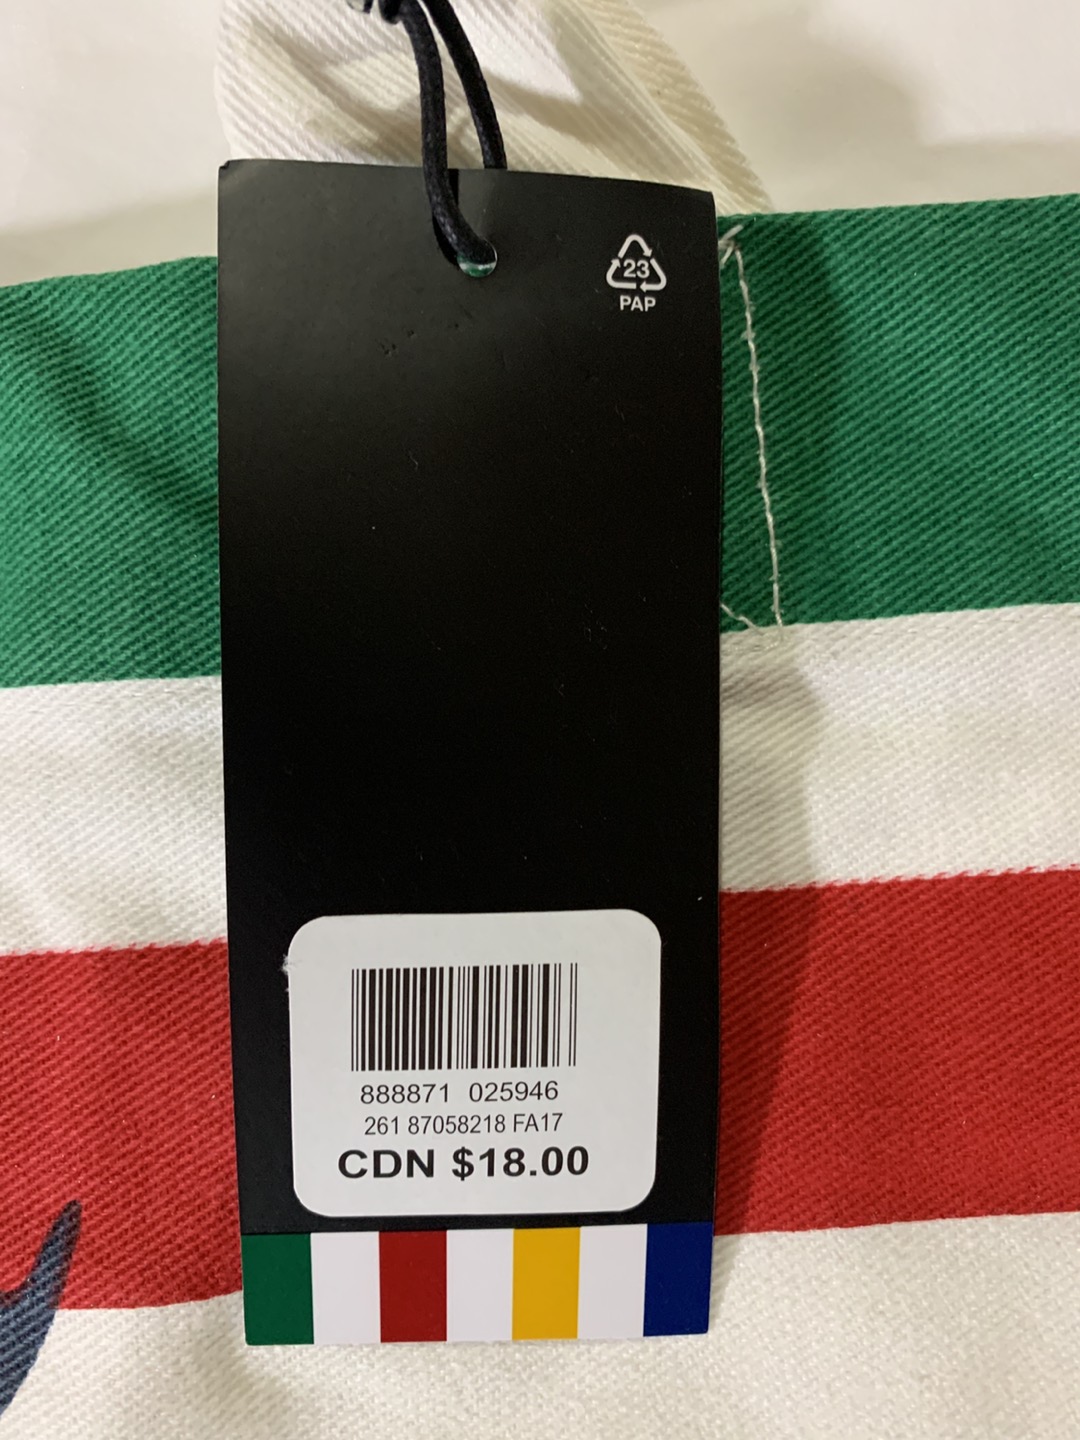 23
PAP
888871 025946
261 87058218 FA17
CDN $18.00